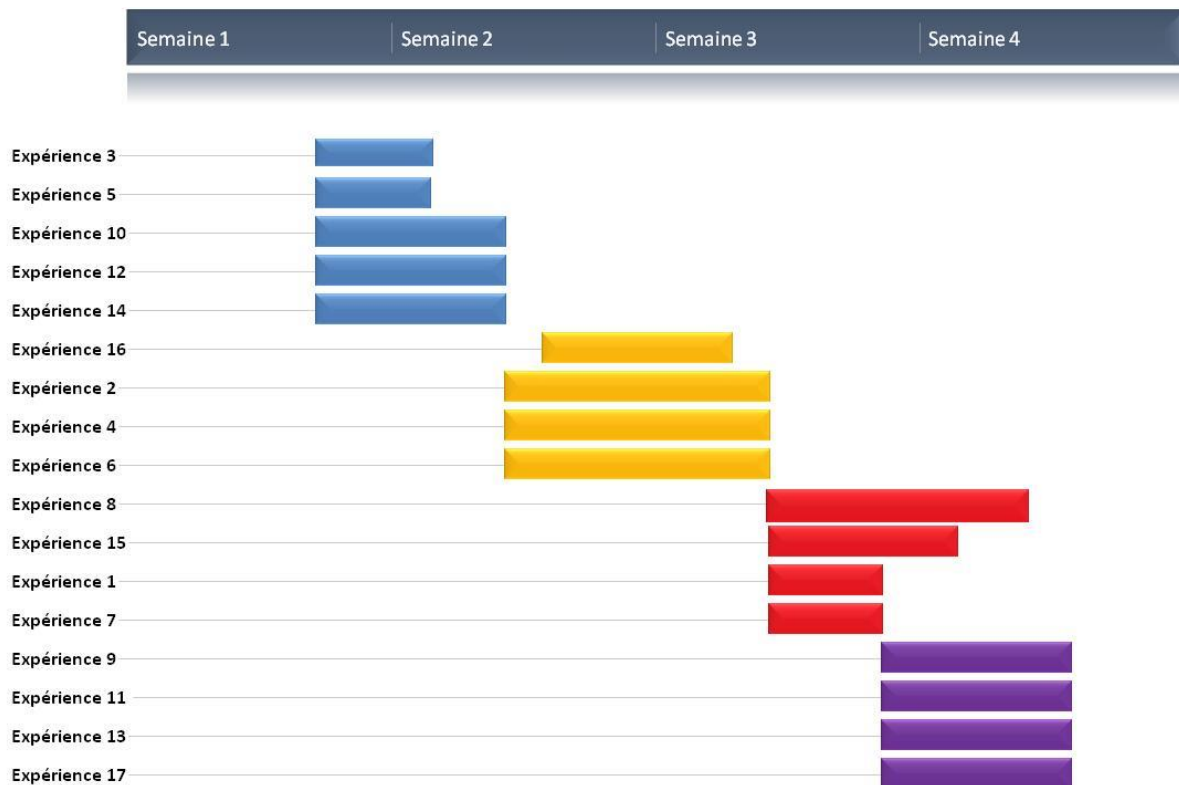 Semaine 1 Semaine 2 Semaine 3 Semaine 4
Expérience 3
Expérience 5
Expérience 10
Expérience 12
Expérience 14
Expérience 16
Expérience 2
Expérience 4
Expérience 6
Expérience 8
Expérience 15
Expérience 1
Expérience 7
Expérience 9
Expérience 11
Expérience 13
Expérience 17